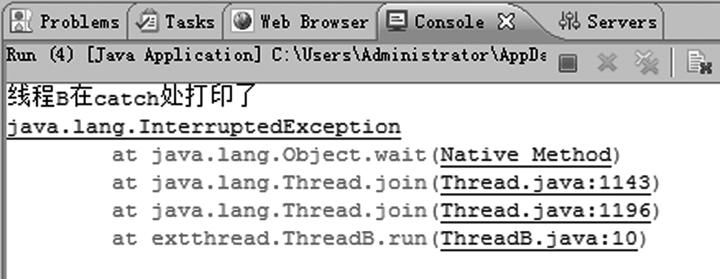 Problems Tasks Web Browser Console Servers
Run (4) [Java Application] C:\Users\Administrator\AppDa
线程B在catch处打印了
java.lang.InterruptedException
at java.lang.Object.wait(Native Method)
at java.lang.Thread.join(Thread.java:1143)
at java.lang.Thread.join(Thread.java:1196)
at extthread.ThreadB.run(ThreadB.java:10)